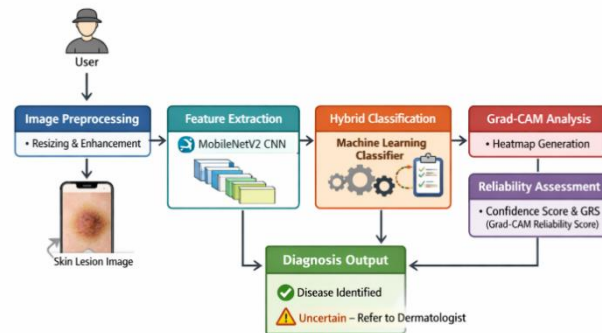 User
Image Preprocessing
• Resizing & Enhancement
Skin Lesion Image
Feature Extraction
MobileNetV2 CNN
Hybrid Classification
Machine Learning
Classifier
Grad-CAM Analysis
• Heatmap Generation
Reliability Assessment
• Confidence Score & GRS
(Grad-CAM Reliability Score)
Diagnosis Output
Disease Identified
Uncertain – Refer to Dermatologist